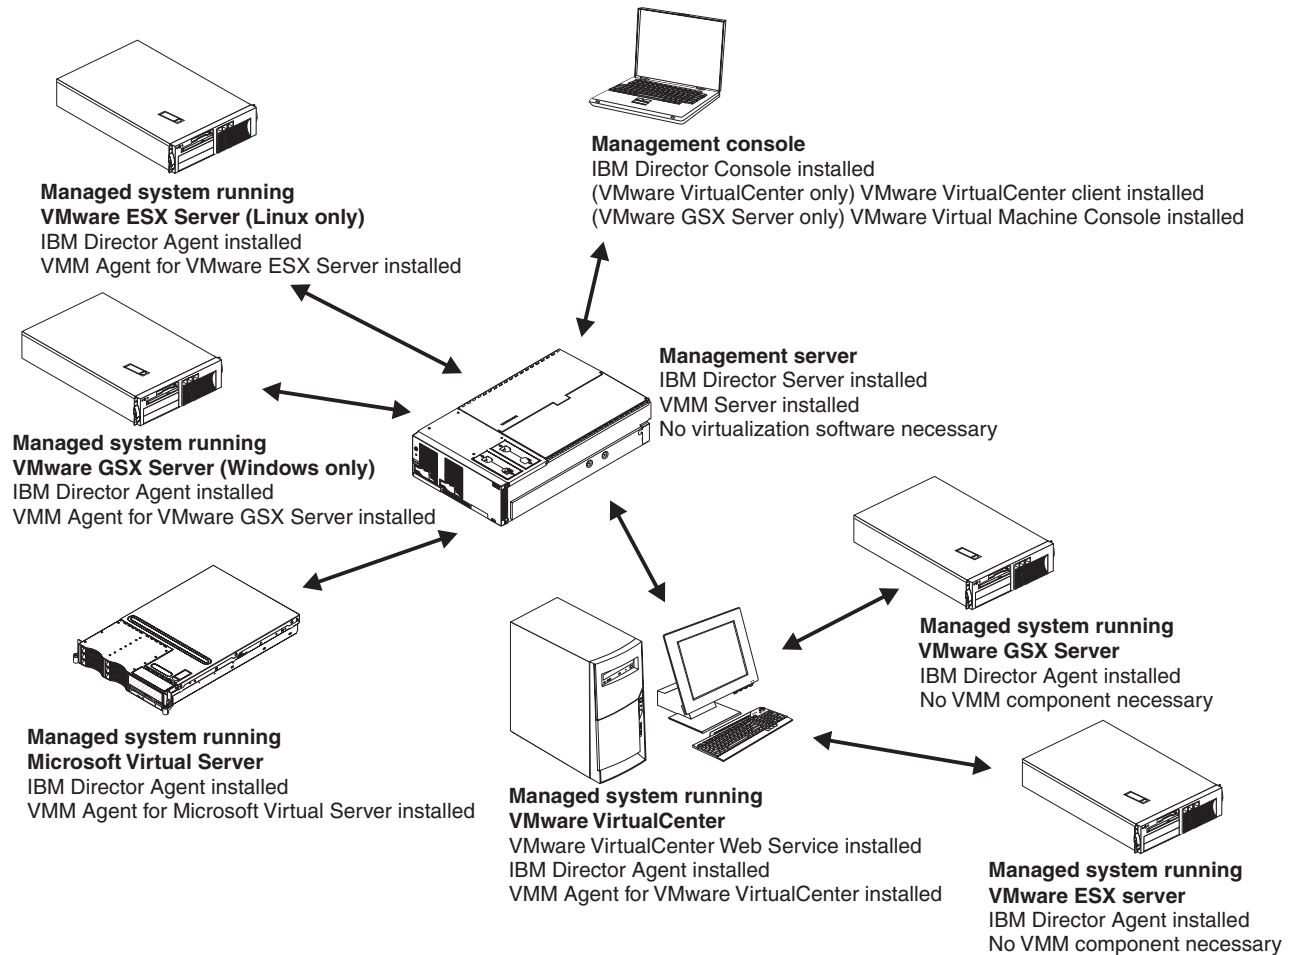 Management console
IBM Director Console installed
(VMware VirtualCenter only) VMware VirtualCenter client installed
(VMware GSX Server only) VMware Virtual Machine Console installed
Managed system running
VMware ESX Server (Linux only)
IBM Director Agent installed
VMM Agent for VMware ESX Server installed
Management server
IBM Director Server installed
VMM Server installed
No virtualization software necessary
Managed system running
VMware GSX Server (Windows only)
IBM Director Agent installed
VMM Agent for VMware GSX Server installed
Managed system running
VMware GSX Server
IBM Director Agent installed
No VMM component necessary
Managed system running
Microsoft Virtual Server
IBM Director Agent installed
VMM Agent for Microsoft Virtual Server installed
Managed system running
VMware VirtualCenter
VMware VirtualCenter Web Service installed
IBM Director Agent installed
VMM Agent for VMware VirtualCenter installed
Managed system running
VMware ESX server
IBM Director Agent installed
No VMM component necessary